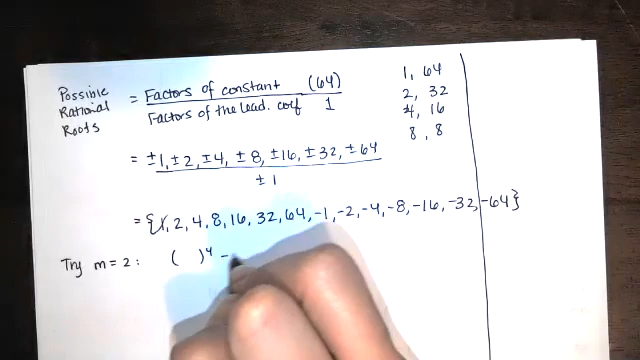 Possible Rational Roots = Factors of constant (64) / Factors of the lead. coef 1
1, 64
2, 32
4, 16
8, 8
= ±1, ±2, ±4, ±8, ±16, ±32, ±64 / ±1
= {1, 2, 4, 8, 16, 32, 64, -1, -2, -4, -8, -16, -32, -64}
Try m = 2: ( )⁴ -